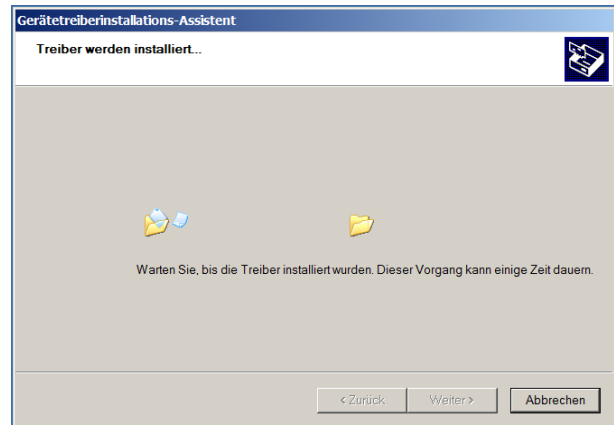 Gerätetreiberinstallations-Assistent
Treiber werden installiert...
Warten Sie, bis die Treiber installiert wurden. Dieser Vorgang kann einige Zeit dauern.
< Zurück Weiter > Abbrechen